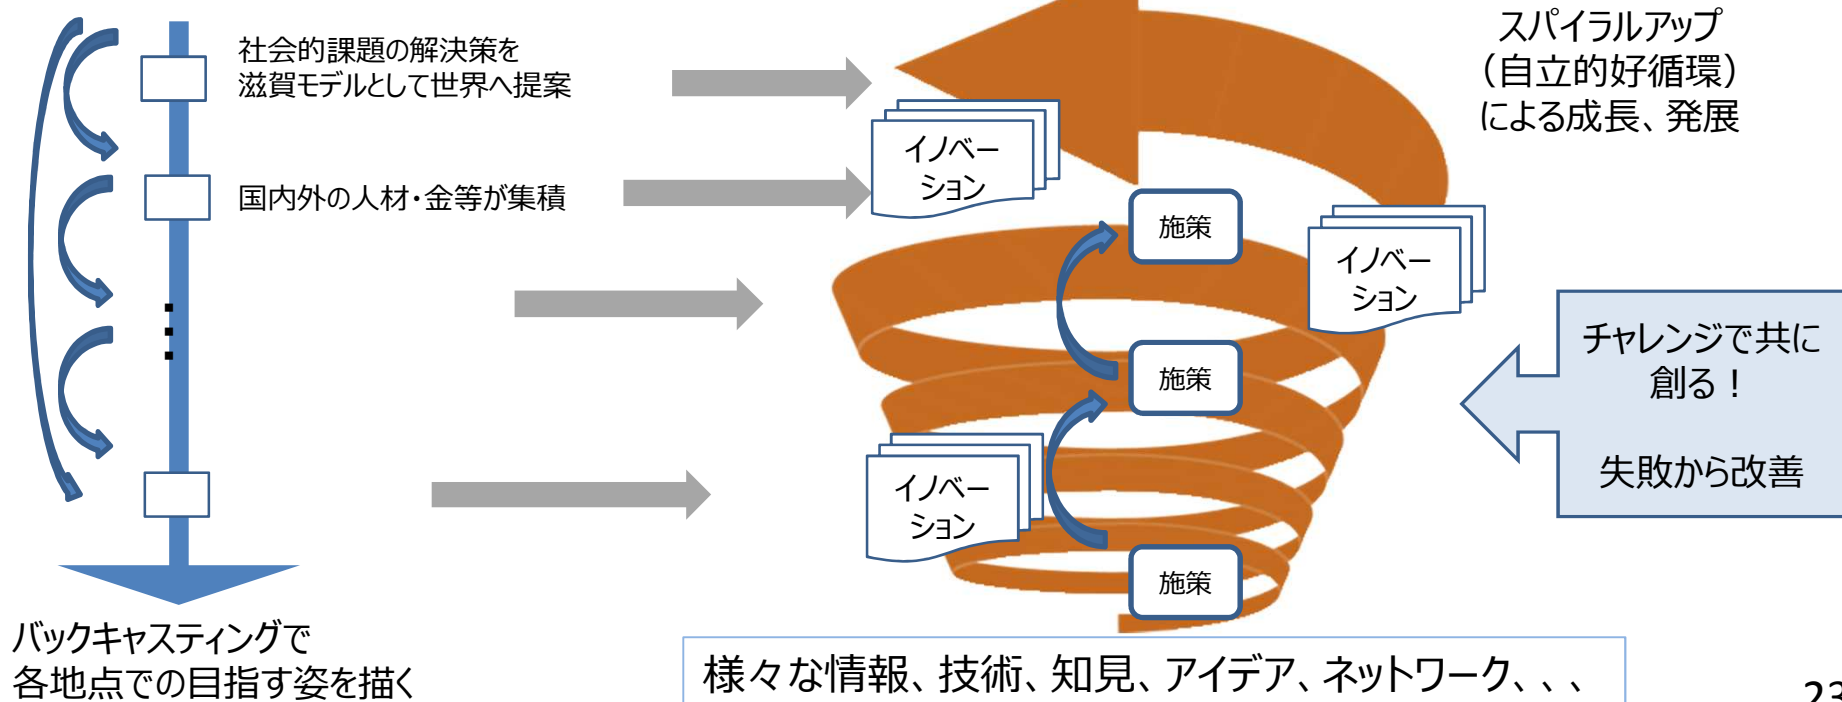 社会的課題の解決策を
滋賀モデルとして世界へ提案
国内外の人材・金等が集積
バックキャスティングで
各地点での目指す姿を描く
スパイラルアップ
（自立的好循環）
による成長、発展
イノベー
ション
施策
イノベー
ション
施策
イノベー
ション
施策
チャレンジで共に
創る！
失敗から改善
様々な情報、技術、知見、アイデア、ネットワーク、、、
23